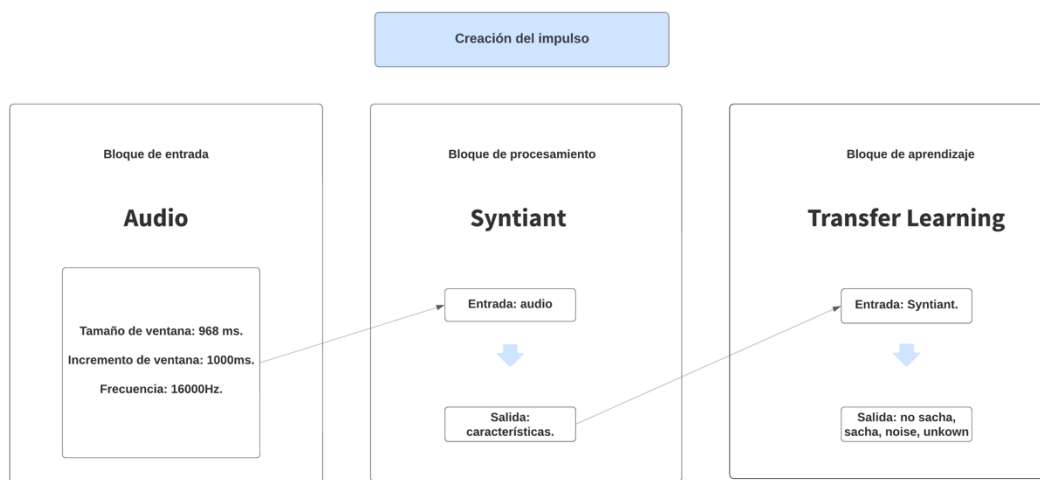 Creación del impulso
Bloque de entrada
Audio
Tamaño de ventana: 968 ms.
Incremento de ventana: 1000ms.
Frecuencia: 16000Hz.
Bloque de procesamiento
Syntiant
Entrada: audio
Salida:
características.
Bloque de aprendizaje
Transfer Learning
Entrada: Syntiant.
Salida: no sacha,
sacha, noise, unkown